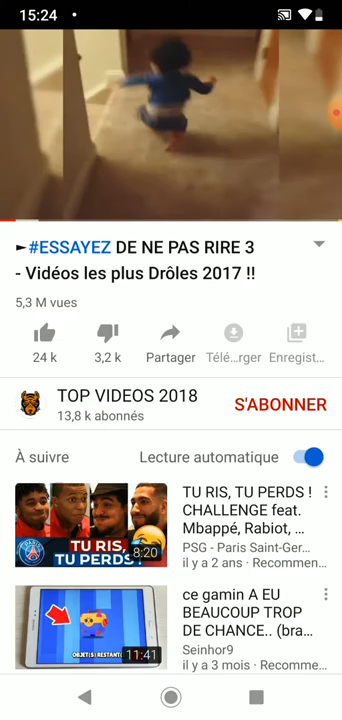 15:24
►#ESSAYEZ DE NE PAS RIRE 3
- Vidéos les plus Drôles 2017 !!
5,3 M vues
24 k
3,2 k
Partager
Télé…rger
Enregist…
TOP VIDEOS 2018
13,8 k abonnés
S'ABONNER
À suivre
Lecture automatique
TU RIS,
TU PERDS !
8:20
TU RIS, TU PERDS !
CHALLENGE feat.
Mbappé, Rabiot, …
PSG - Paris Saint-Ger…
il y a 2 ans · Recommen…
OBJET(S) RESTANT
11:41
ce gamin A EU
BEAUCOUP TROP
DE CHANCE.. (bra…
Seinhor9
il y a 3 mois · Recomme…